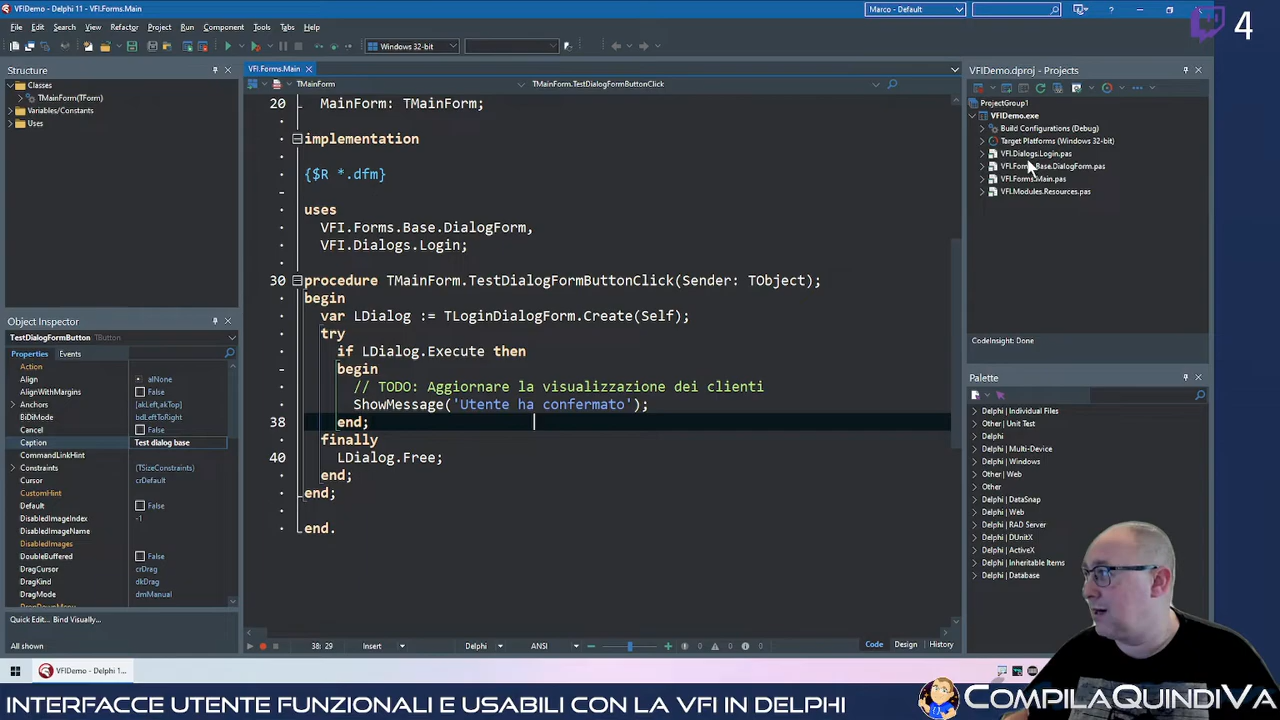 VFIDemo - Delphi 11 - VFI.Forms.Main
Marco - Default
4
File Edit Search View Refactor Run Component Tools Tabs Help
Windows 32-bit
Structure
Classes
TMainForm(TForm)
Variables/Constants
Uses
Object Inspector
TestDialogFormButton TButton
Properties Events
Action
Align alNone
AlignWithMargins False
Anchors [akLeft,akTop]
BiDiMode bdLeftToRight
Cancel False
Caption Test dialog base
CommandLinkHint
Constraints (TSizeConstraints)
Cursor crDefault
CustomHint
Default False
DisabledImageIndex -1
DisabledImageName
DisabledImages
DoubleBuffered False
DragCursor crDrag
DragKind dkDrag
DragMode dmManual
Quick Edit... Bind Visually...
All shown
VFI.Forms.Main
TMainForm TMainForm.TestDialogFormButtonClick
20 MainForm: TMainForm;
implementation
{$R *.dfm}
uses
VFI.Forms.Base.DialogForm,
VFI.Dialogs.Login;
30 procedure TMainForm.TestDialogFormButtonClick(Sender: TObject);
begin
var LDialog := TLoginDialogForm.Create(Self);
try
if LDialog.Execute then
begin
// TODO: Aggiornare la visualizzazione dei clienti
ShowMessage('Utente ha confermato');
38 end;
finally
40 LDialog.Free;
end;
end;
end.
38: 29 Insert Delphi ANSI 0 0 0 Code Design History
VFIDemo.dproj - Projects
ProjectGroup1
VFIDemo.exe
Build Configurations (Debug)
Target Platforms (Windows 32-bit)
VFI.Dialogs.Login.pas
Base.DialogForm.pas
Main.pas
VFI.Modules.Resources.pas
CodeInsight: Done
Palette
Delphi | Individual Files
Other | Unit Test
Delphi
Delphi | Multi-Device
Delphi | Windows
Other | Web
Other
Delphi | DataSnap
Delphi | Web
Delphi | RAD Server
Delphi | DUnitX
Delphi | ActiveX
Delphi | Inheritable Items
Delphi | Database
VFIDemo - Delphi 1...
INTERFACCE UTENTE FUNZIONALI E USABILI CON LA VFI IN DELPHI
COMPILAQUINDIVA